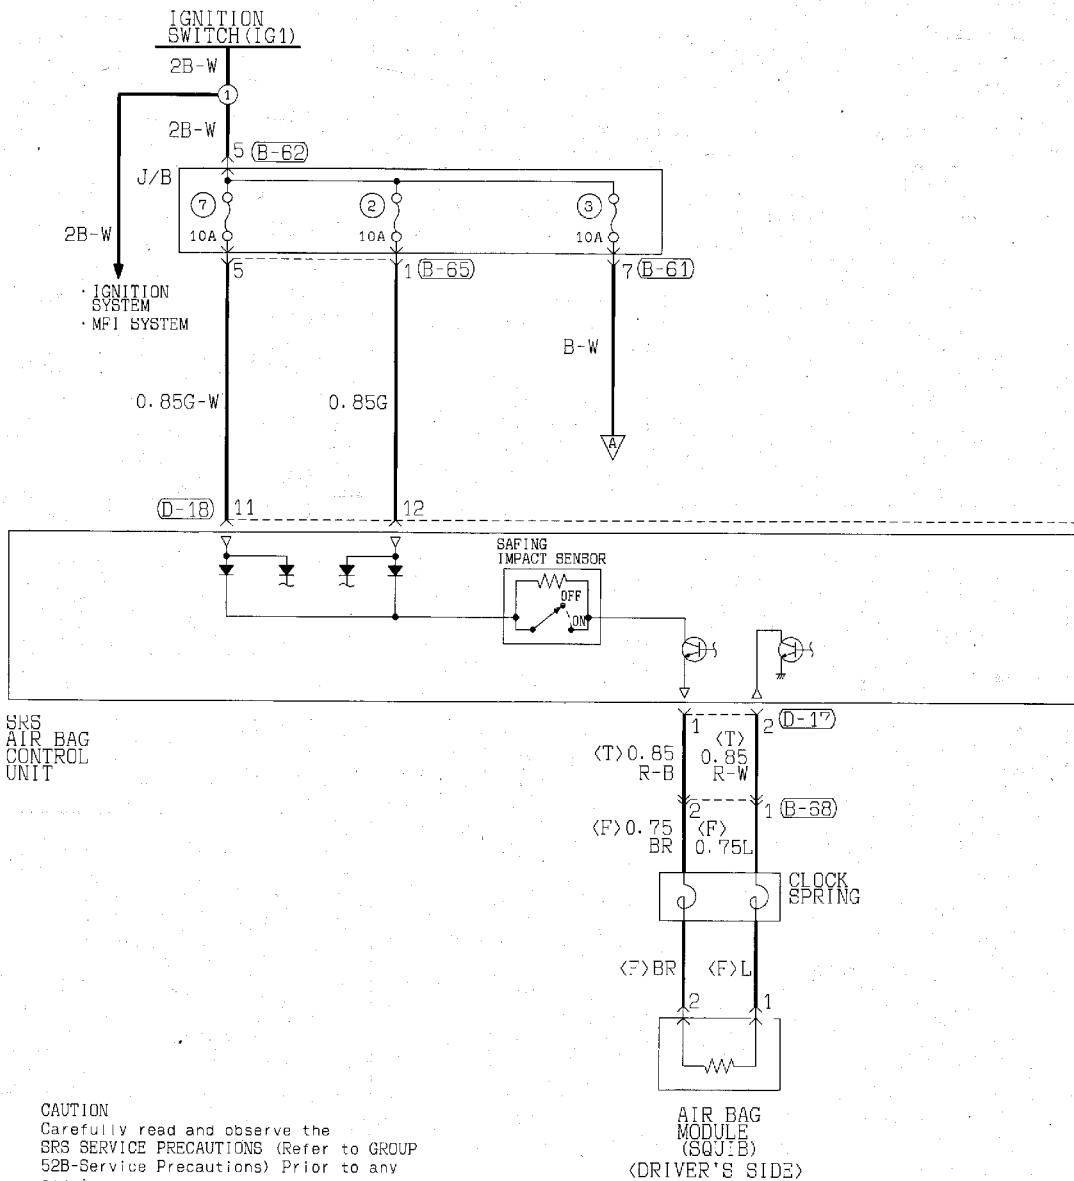 IGNITION
SWITCH(IG1)
2B-W
1
2B-W
5 (B-62)
J/B
7
2
3
10A
10A
10A
2B-W
5
1 (B-65)
7 (B-61)
· IGNITION
SYSTEM
· MFI SYSTEM
B-W
0.85G-W
0.85G
A
(D-18) 11
12
SAFING
IMPACT SENSOR
OFF
ON
SRS
AIR BAG
CONTROL
UNIT
1
2 (D-17)
<T>0.85
R-B
<T>
0.85
R-W
2
1 (B-68)
<F>0.75
BR
<F>
0.75L
CLOCK
SPRING
<F>BR
<F>L
2
1
AIR BAG
MODULE
(SQUIB)
<DRIVER'S SIDE>
CAUTION
Carefully read and observe the
SRS SERVICE PRECAUTIONS (Refer to GROUP
52B-Service Precautions) Prior to any